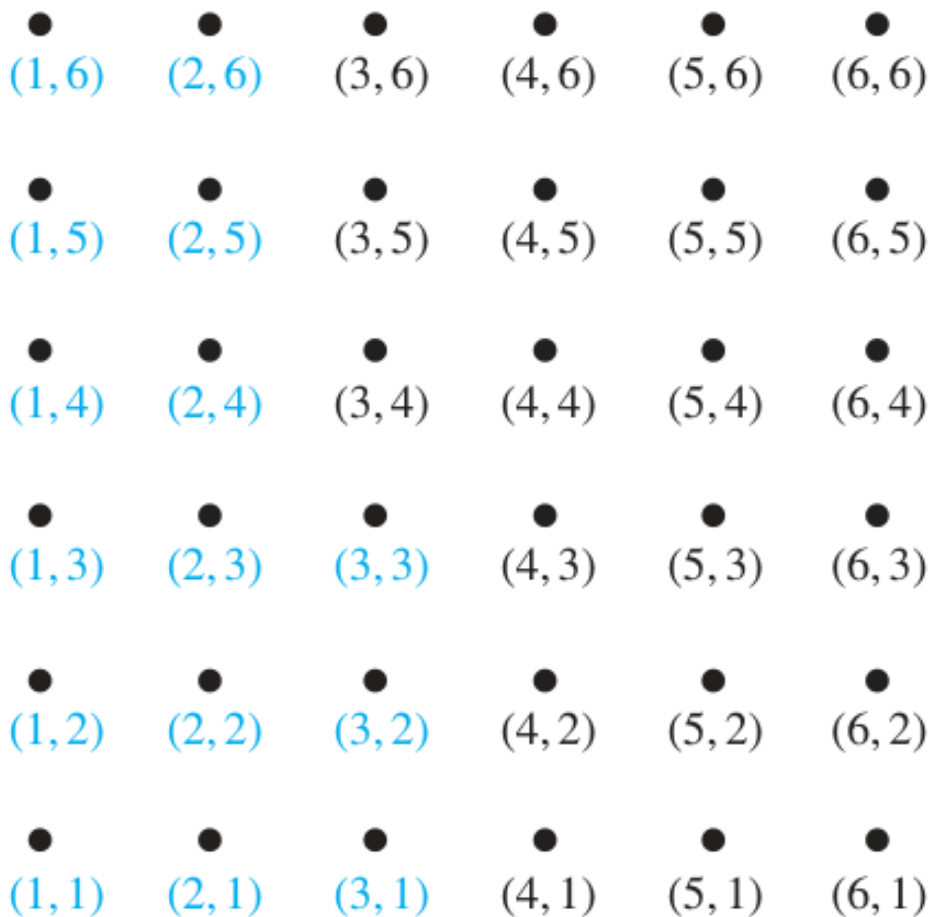 (1, 6) (2, 6) (3, 6) (4, 6) (5, 6) (6, 6)
(1, 5) (2, 5) (3, 5) (4, 5) (5, 5) (6, 5)
(1, 4) (2, 4) (3, 4) (4, 4) (5, 4) (6, 4)
(1, 3) (2, 3) (3, 3) (4, 3) (5, 3) (6, 3)
(1, 2) (2, 2) (3, 2) (4, 2) (5, 2) (6, 2)
(1, 1) (2, 1) (3, 1) (4, 1) (5, 1) (6, 1)